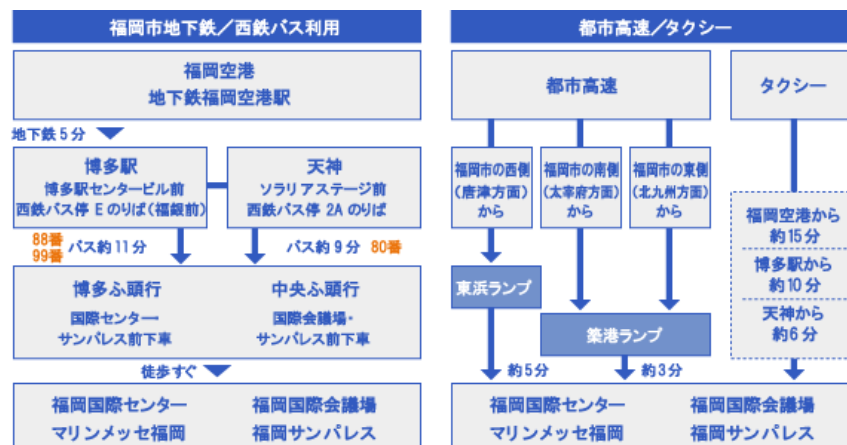 福岡市地下鉄／西鉄バス利用
福岡空港
地下鉄福岡空港駅
地下鉄5分
博多駅
博多駅センタービル前
西鉄バス停 E のりば(福銀前)
天神
ソラリアステージ前
西鉄バス停 2A のりば
88番
99番
バス約11分
バス約9分 80番
博多ふ頭行
国際センター・
サンパレス前下車
中央ふ頭行
国際会議場・
サンパレス前下車
徒歩すぐ
福岡国際センター 福岡国際会議場
マリンメッセ福岡 福岡サンパレス
都市高速／タクシー
都市高速
タクシー
福岡市の西側
(唐津方面)
から
福岡市の南側
(太宰府方面)
から
福岡市の東側
(北九州方面)
から
東浜ランプ
築港ランプ
約5分
約3分
福岡空港から
約15分
博多駅から
約10分
天神から
約6分
福岡国際センター 福岡国際会議場
マリンメッセ福岡 福岡サンパレス